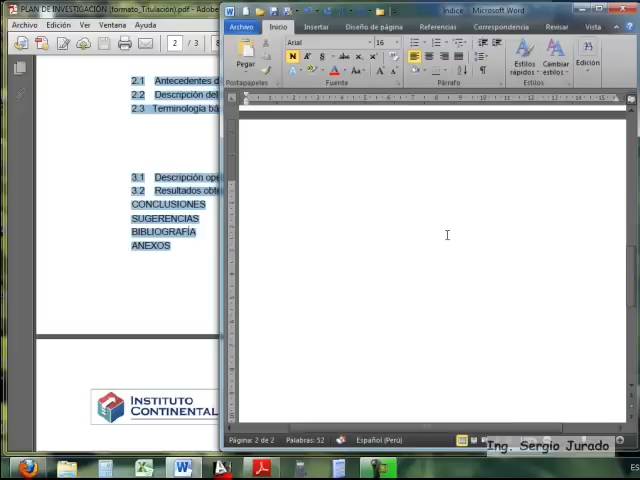 PLAN DE INVESTIGACIÓN (formato_Titulación).pdf - Adobe
Archivo Edición Ver Ventana Ayuda
2 / 3
2.1 Antecedentes d
2.2 Descripción del
2.3 Terminología bá
3.1 Descripción ope
3.2 Resultados obte
CONCLUSIONES
SUGERENCIAS
BIBLIOGRAFÍA
ANEXOS
INSTITUTO
CONTINENTAL
Índice - Microsoft Word
Archivo Inicio Insertar Diseño de página Referencias Correspondencia Revisar Vista
Arial 16
Pegar
N K S abc x₂ x²
Estilos rápidos Cambiar estilos Edición
Portapapeles Fuente Párrafo Estilos
Página: 2 de 2 Palabras: 52 Español (Perú)
Ing. Sergio Jurado
ES